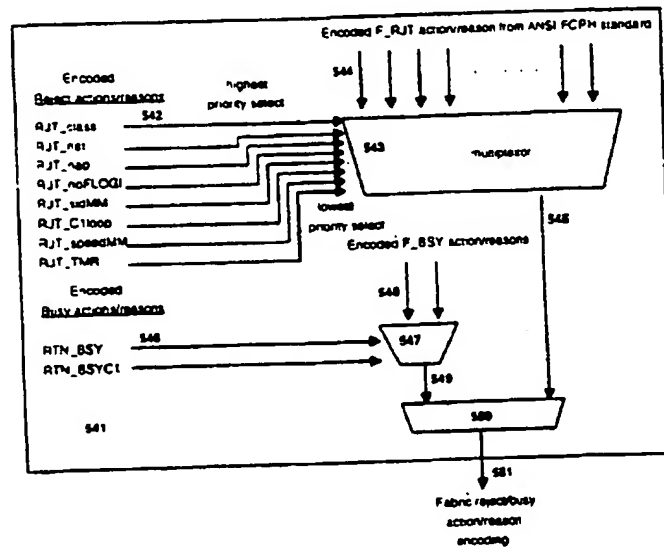 Encoded F_RJT action/reason from ANSI FCPH standard
544
Encoded
Reject actions/reasons
highest
priority select
542
RJT_class
RJT_nst
RJT_nap
RJT_noFLOGI
RJT_sidMM
RJT_C1loop
RJT_speedMM
RJT_TMR
543
multiplexor
lowest
priority select
545
Encoded F_BSY action/reasons
548
Encoded
Busy actions/reasons
546
RTN_BSY
RTN_BSYC1
547
549
550
541
551
Fabric reject/busy
action/reason
encoding